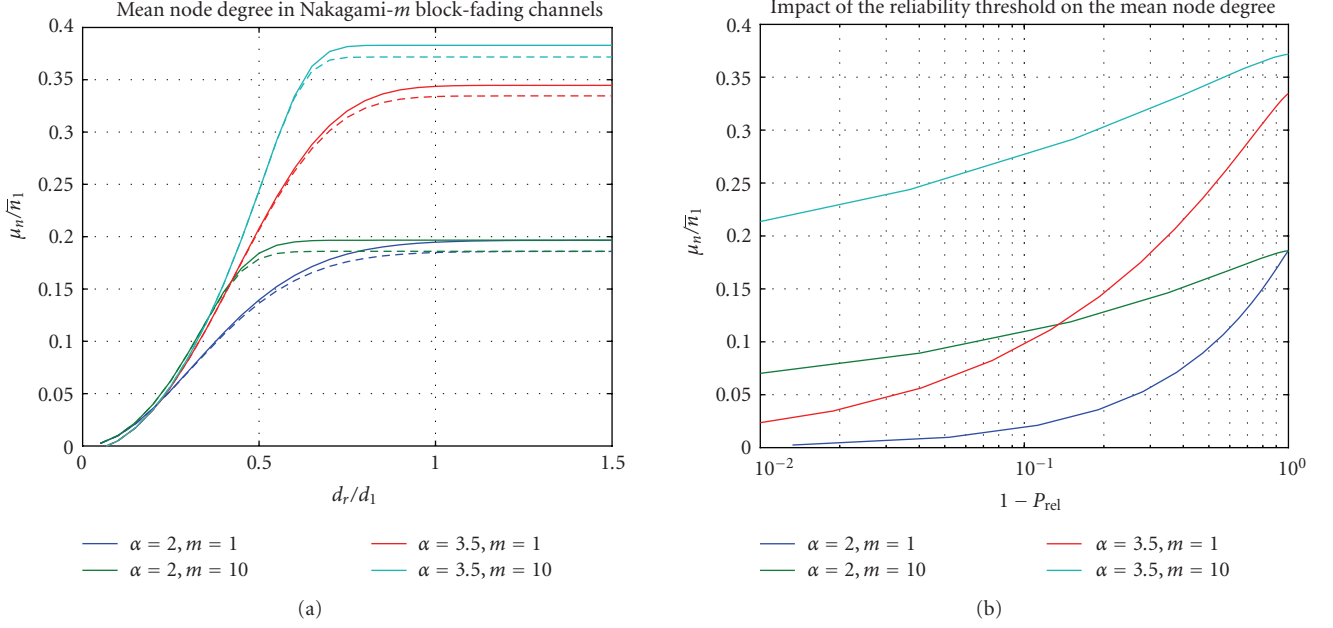 Mean node degree in Nakagami-m block-fading channels
0.4
0.35
0.3
0.25
0.2
0.15
0.1
0.05
0
μn/n̅1
0
0.5
1
1.5
dr/d1
α = 2, m = 1
α = 3.5, m = 1
α = 2, m = 10
α = 3.5, m = 10
(a)
Impact of the reliability threshold on the mean node degree
0.4
0.35
0.3
0.25
0.2
0.15
0.1
0.05
0
μn/n̅1
10⁻²
10⁻¹
10⁰
1 − Prel
α = 2, m = 1
α = 3.5, m = 1
α = 2, m = 10
α = 3.5, m = 10
(b)